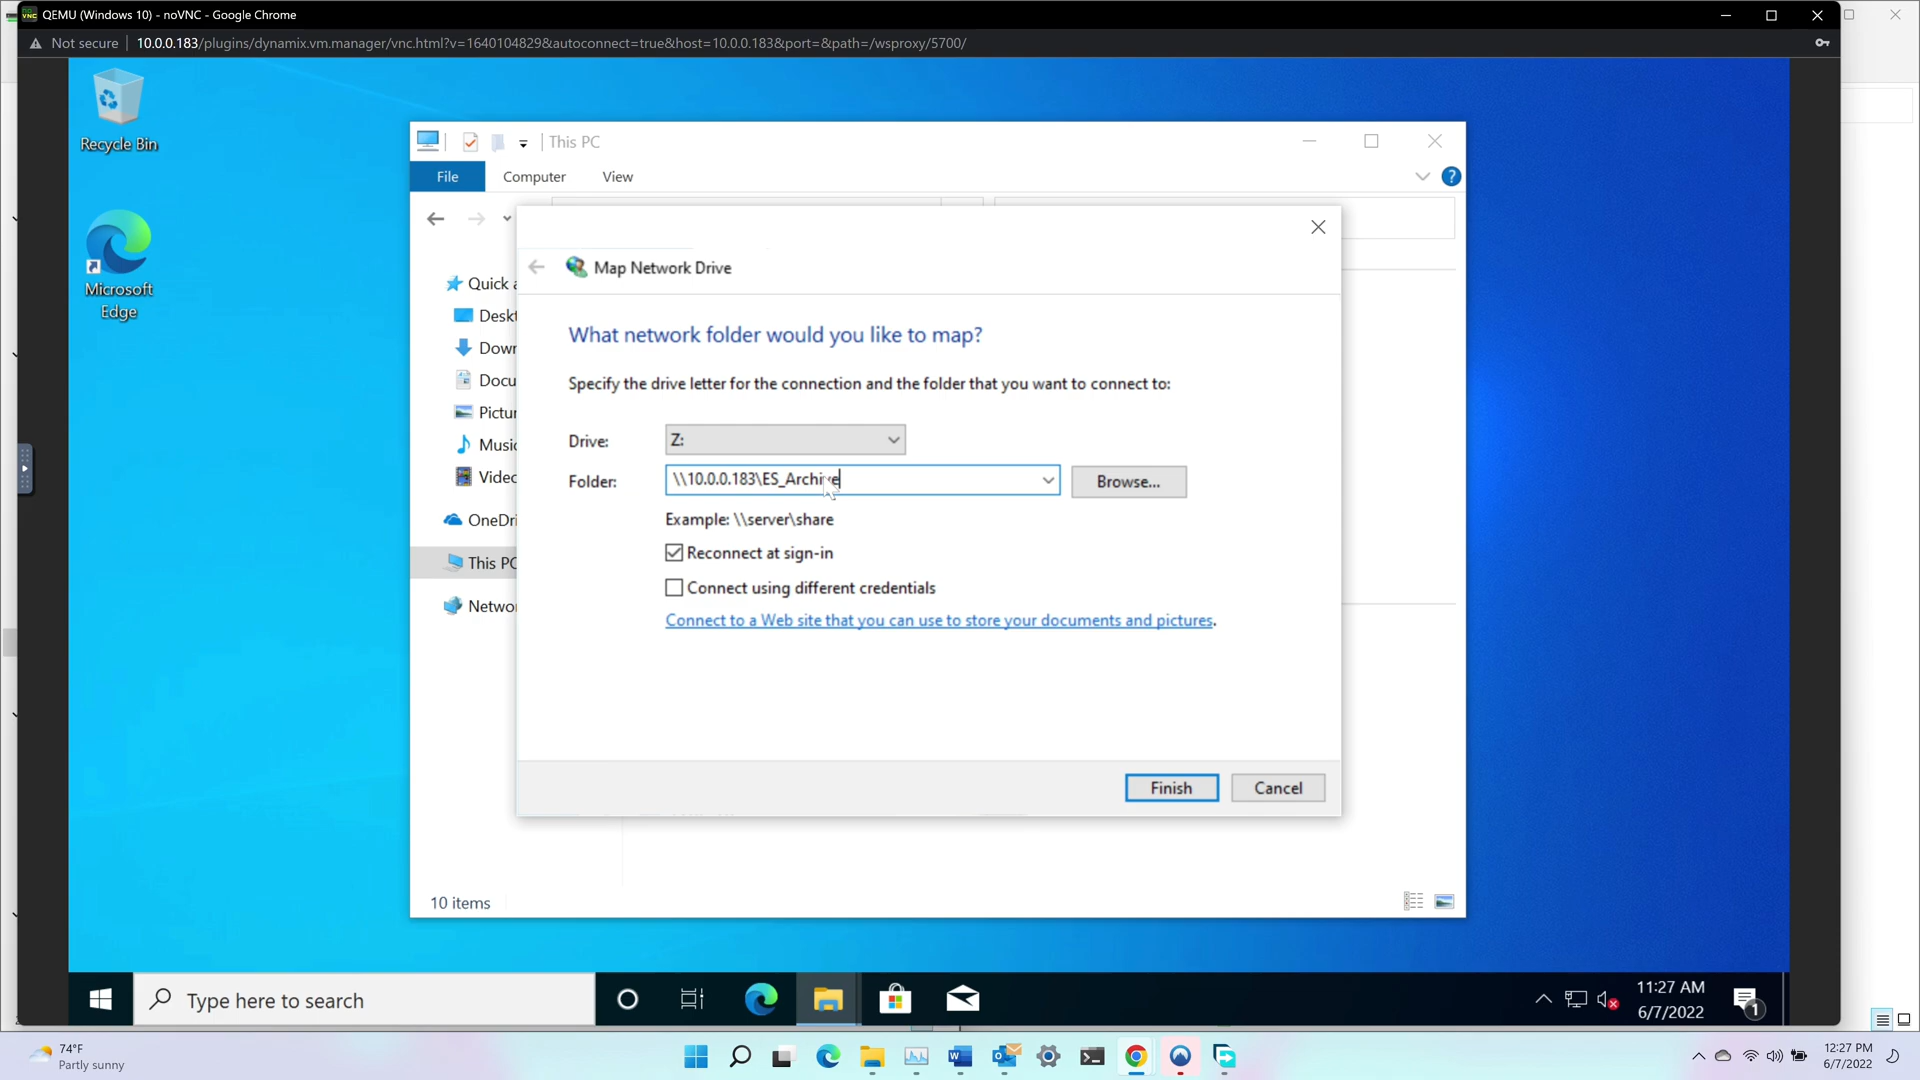 QEMU (Windows 10) - noVNC - Google Chrome
Not secure
10.0.0.183/plugins/dynamix.vm.manager/vnc.html?v=1640104829&autoconnect=true&host=10.0.0.183&port=&path=/wsproxy/5700/
Recycle Bin
Microsoft
Edge
This PC
File
Computer
View
Map Network Drive
What network folder would you like to map?
Specify the drive letter for the connection and the folder that you want to connect to:
Drive:
Z:
Folder:
\\10.0.0.183\ES_Archive
Browse...
Example: \\server\share
Reconnect at sign-in
Connect using different credentials
Connect to a Web site that you can use to store your documents and pictures.
Finish
Cancel
Quick a
Deskt
Down
Docu
Pictur
Music
Video
OneDri
This PC
Networ
10 items
Type here to search
11:27 AM
6/7/2022
1
74°F
Partly sunny
12:27 PM
6/7/2022